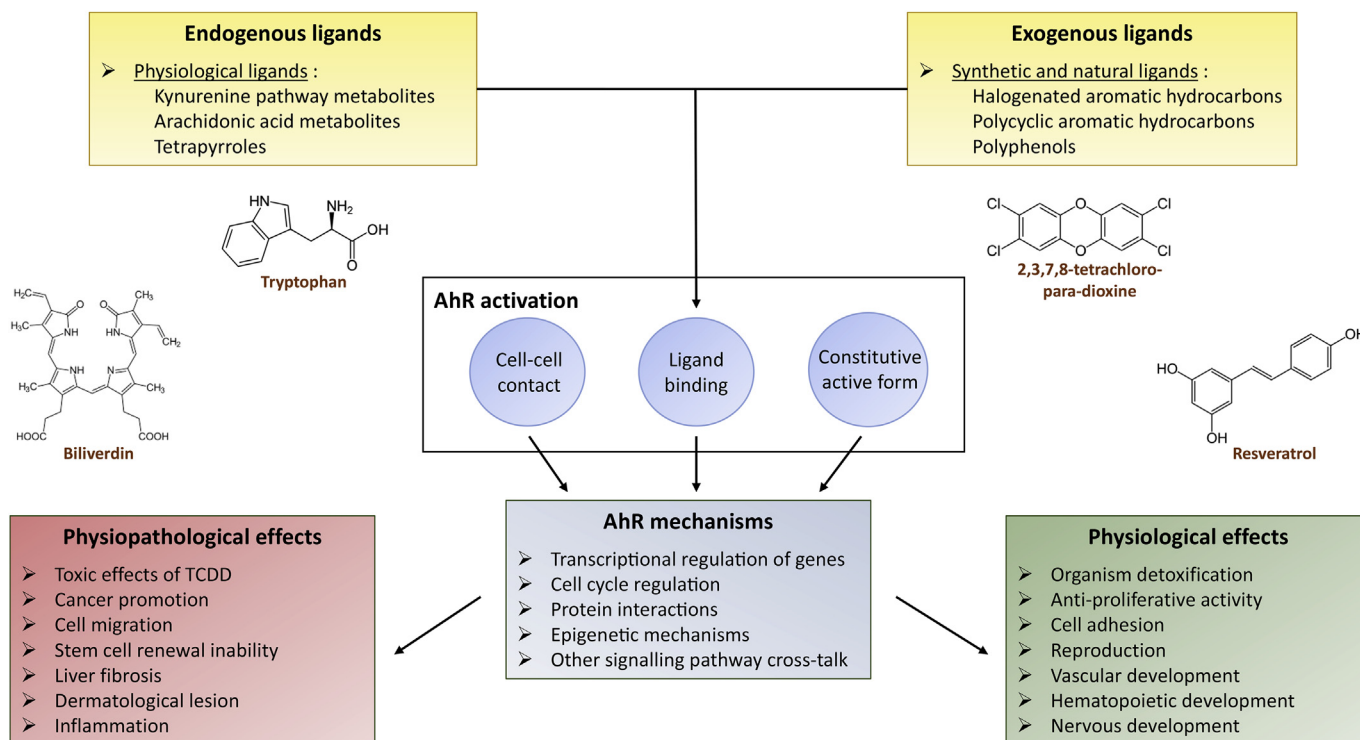 Endogenous ligands
➢ Physiological ligands :
Kynurenine pathway metabolites
Arachidonic acid metabolites
Tetrapyrroles
Exogenous ligands
➢ Synthetic and natural ligands :
Halogenated aromatic hydrocarbons
Polycyclic aromatic hydrocarbons
Polyphenols
HN
NH₂
OH
O
Tryptophan
Cl
O
Cl
Cl
O
Cl
2,3,7,8-tetrachloro-
para-dioxine
H₂C
O
O
CH₃
H₃C
NH
HN
CH₂
NH
N
H₃C
CH₃
HOOC
COOH
Biliverdin
AhR activation
Cell-cell
contact
Ligand
binding
Constitutive
active form
OH
HO
OH
Resveratrol
Physiopathological effects
➢ Toxic effects of TCDD
➢ Cancer promotion
➢ Cell migration
➢ Stem cell renewal inability
➢ Liver fibrosis
➢ Dermatological lesion
➢ Inflammation
AhR mechanisms
➢ Transcriptional regulation of genes
➢ Cell cycle regulation
➢ Protein interactions
➢ Epigenetic mechanisms
➢ Other signalling pathway cross-talk
Physiological effects
➢ Organism detoxification
➢ Anti-proliferative activity
➢ Cell adhesion
➢ Reproduction
➢ Vascular development
➢ Hematopoietic development
➢ Nervous development